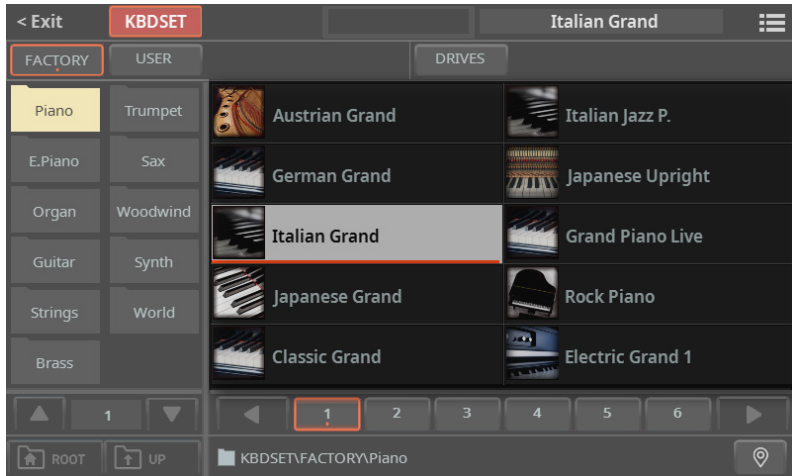 < Exit KBDSET Italian Grand
FACTORY USER DRIVES
Piano Trumpet
E.Piano Sax
Organ Woodwind
Guitar Synth
Strings World
Brass
Austrian Grand Italian Jazz P.
German Grand Japanese Upright
Italian Grand Grand Piano Live
Japanese Grand Rock Piano
Classic Grand Electric Grand 1
1 1 2 3 4 5 6
ROOT UP KBDSET\FACTORY\Piano